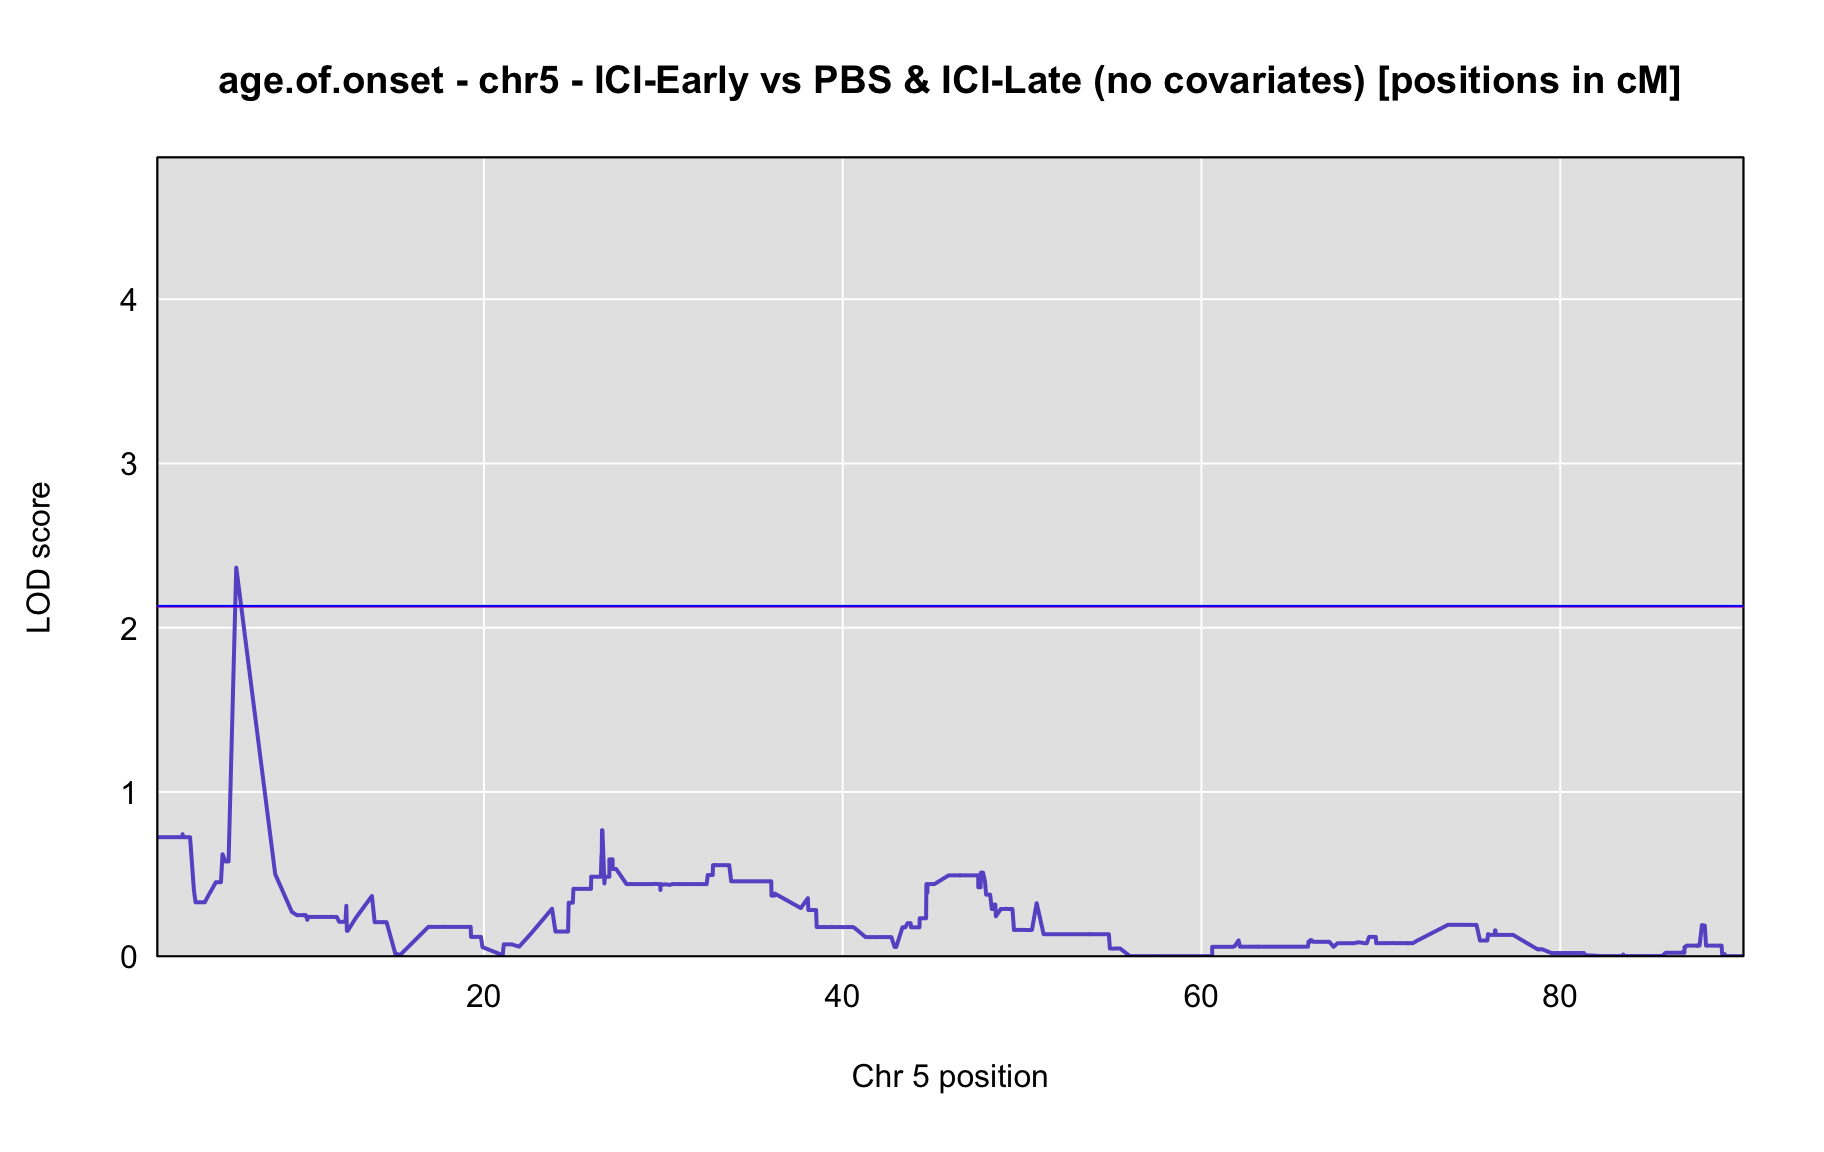 age.of.onset - chr5 - ICI-Early vs PBS & ICI-Late (no covariates) [positions in cM]
LOD score
4
3
2
1
0
20 40 60 80
Chr 5 position